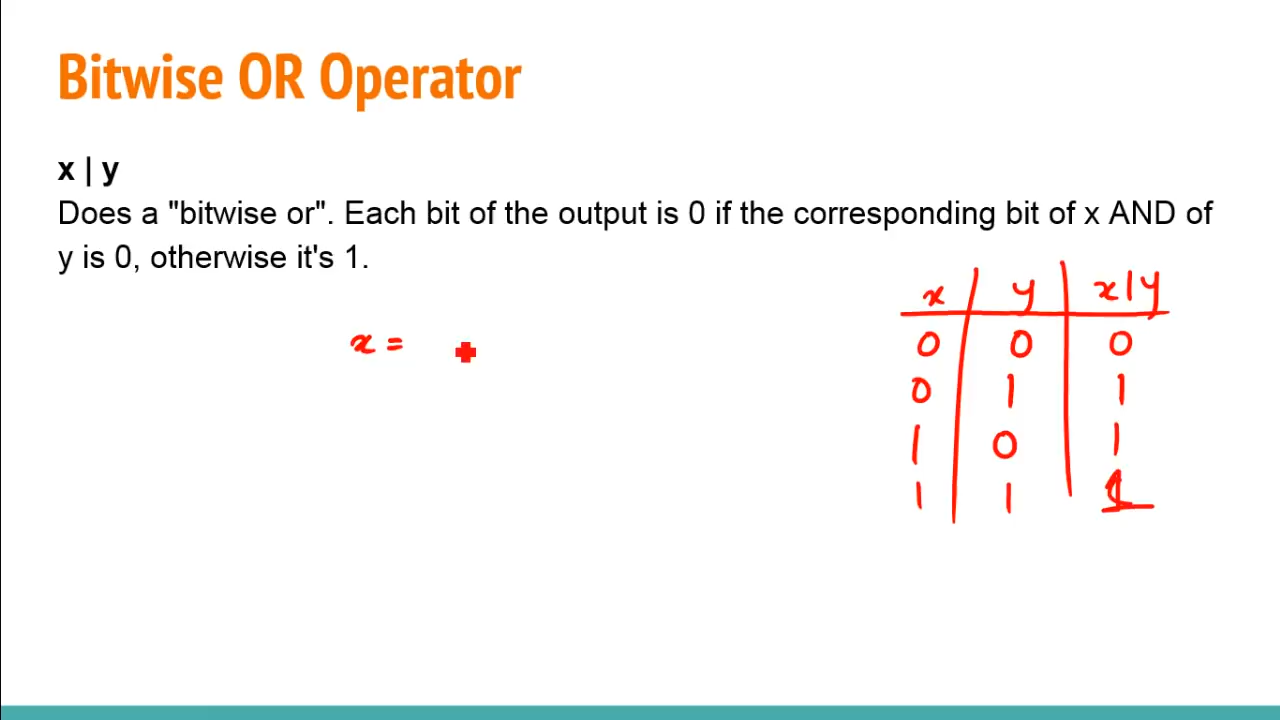 Bitwise OR Operator
x | y
Does a "bitwise or". Each bit of the output is 0 if the corresponding bit of x AND of
y is 0, otherwise it's 1.
x =
x y x|y
0 0 0
0 1 1
1 0 1
1 1 1